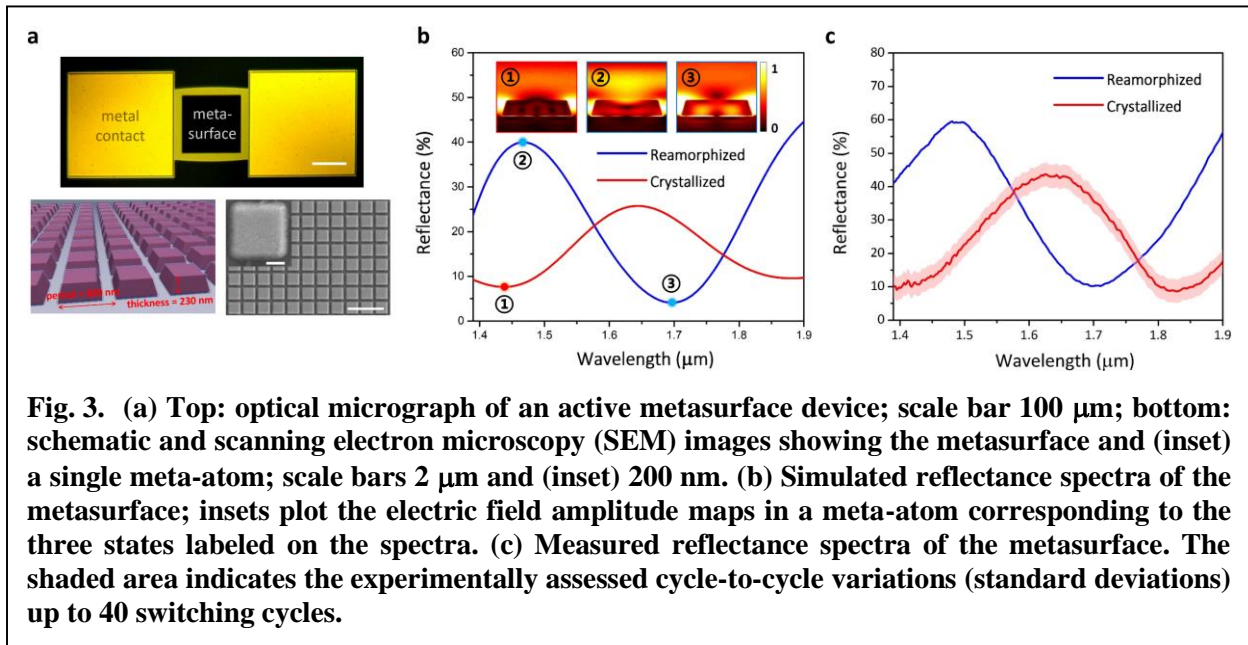 a
metal
contact
meta-
surface
thickness = 230 nm
b
60
50
40
30
20
10
0
Reflectance (%)
1.4 1.5 1.6 1.7 1.8 1.9
Wavelength (μm)
① ② ③
1
0
Reamorphized
Crystallized
②
①
③
c
80
70
60
50
40
30
20
10
0
Reflectance (%)
1.4 1.5 1.6 1.7 1.8 1.9
Wavelength (μm)
Reamorphized
Crystallized
Fig. 3. (a) Top: optical micrograph of an active metasurface device; scale bar 100 μm; bottom:
schematic and scanning electron microscopy (SEM) images showing the metasurface and (inset)
a single meta-atom; scale bars 2 μm and (inset) 200 nm. (b) Simulated reflectance spectra of the
metasurface; insets plot the electric field amplitude maps in a meta-atom corresponding to the
three states labeled on the spectra. (c) Measured reflectance spectra of the metasurface. The
shaded area indicates the experimentally assessed cycle-to-cycle variations (standard deviations)
up to 40 switching cycles.